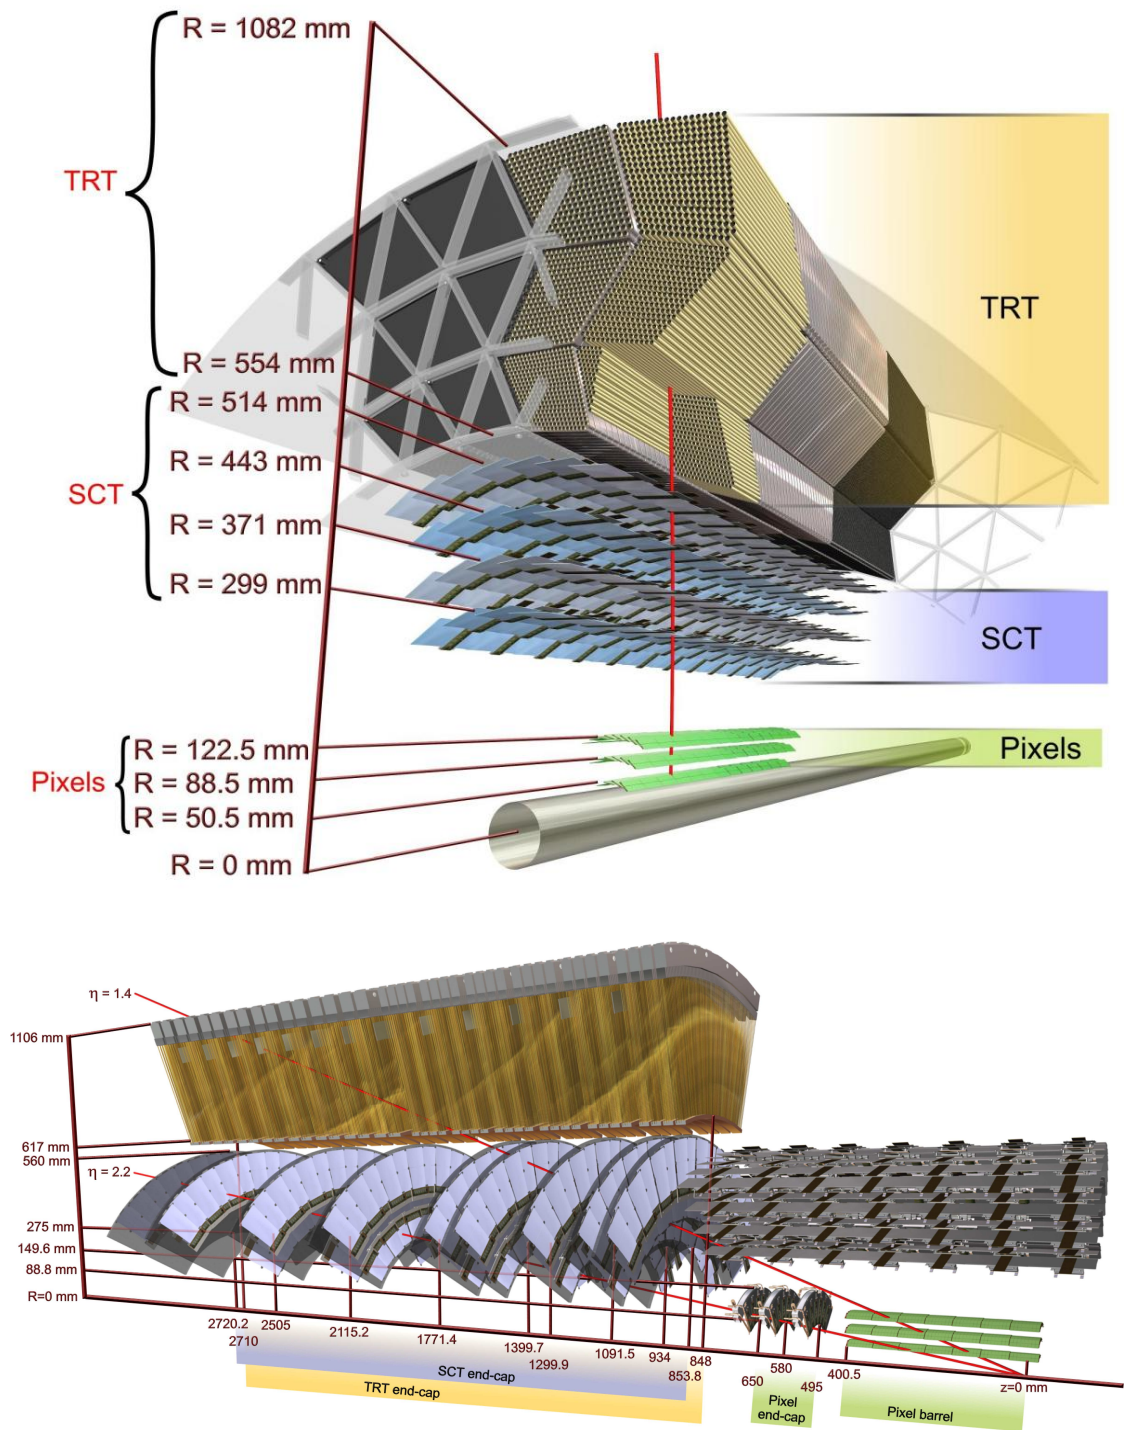 R = 1082 mm
TRT
R = 554 mm
R = 514 mm
R = 443 mm
SCT
R = 371 mm
R = 299 mm
R = 122.5 mm
Pixels
R = 88.5 mm
R = 50.5 mm
R = 0 mm
TRT
SCT
Pixels
η = 1.4
1106 mm
617 mm
560 mm
η = 2.2
275 mm
149.6 mm
88.8 mm
R=0 mm
2720.2
2710
2505
2115.2
1771.4
1399.7
1299.9
1091.5
934
853.8
848
650
580
495
400.5
z=0 mm
SCT end-cap
TRT end-cap
Pixel
end-cap
Pixel barrel